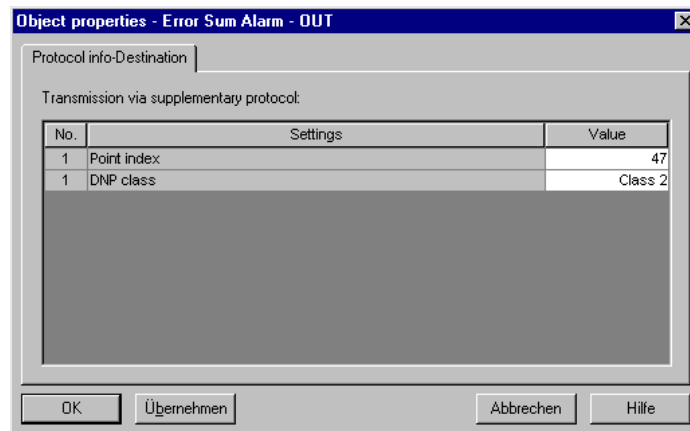 Object properties - Error Sum Alarm - OUT
Protocol info-Destination
Transmission via supplementary protocol:
No. Settings Value
1 Point index 47
1 DNP class Class 2
OK Übernehmen Abbrechen Hilfe